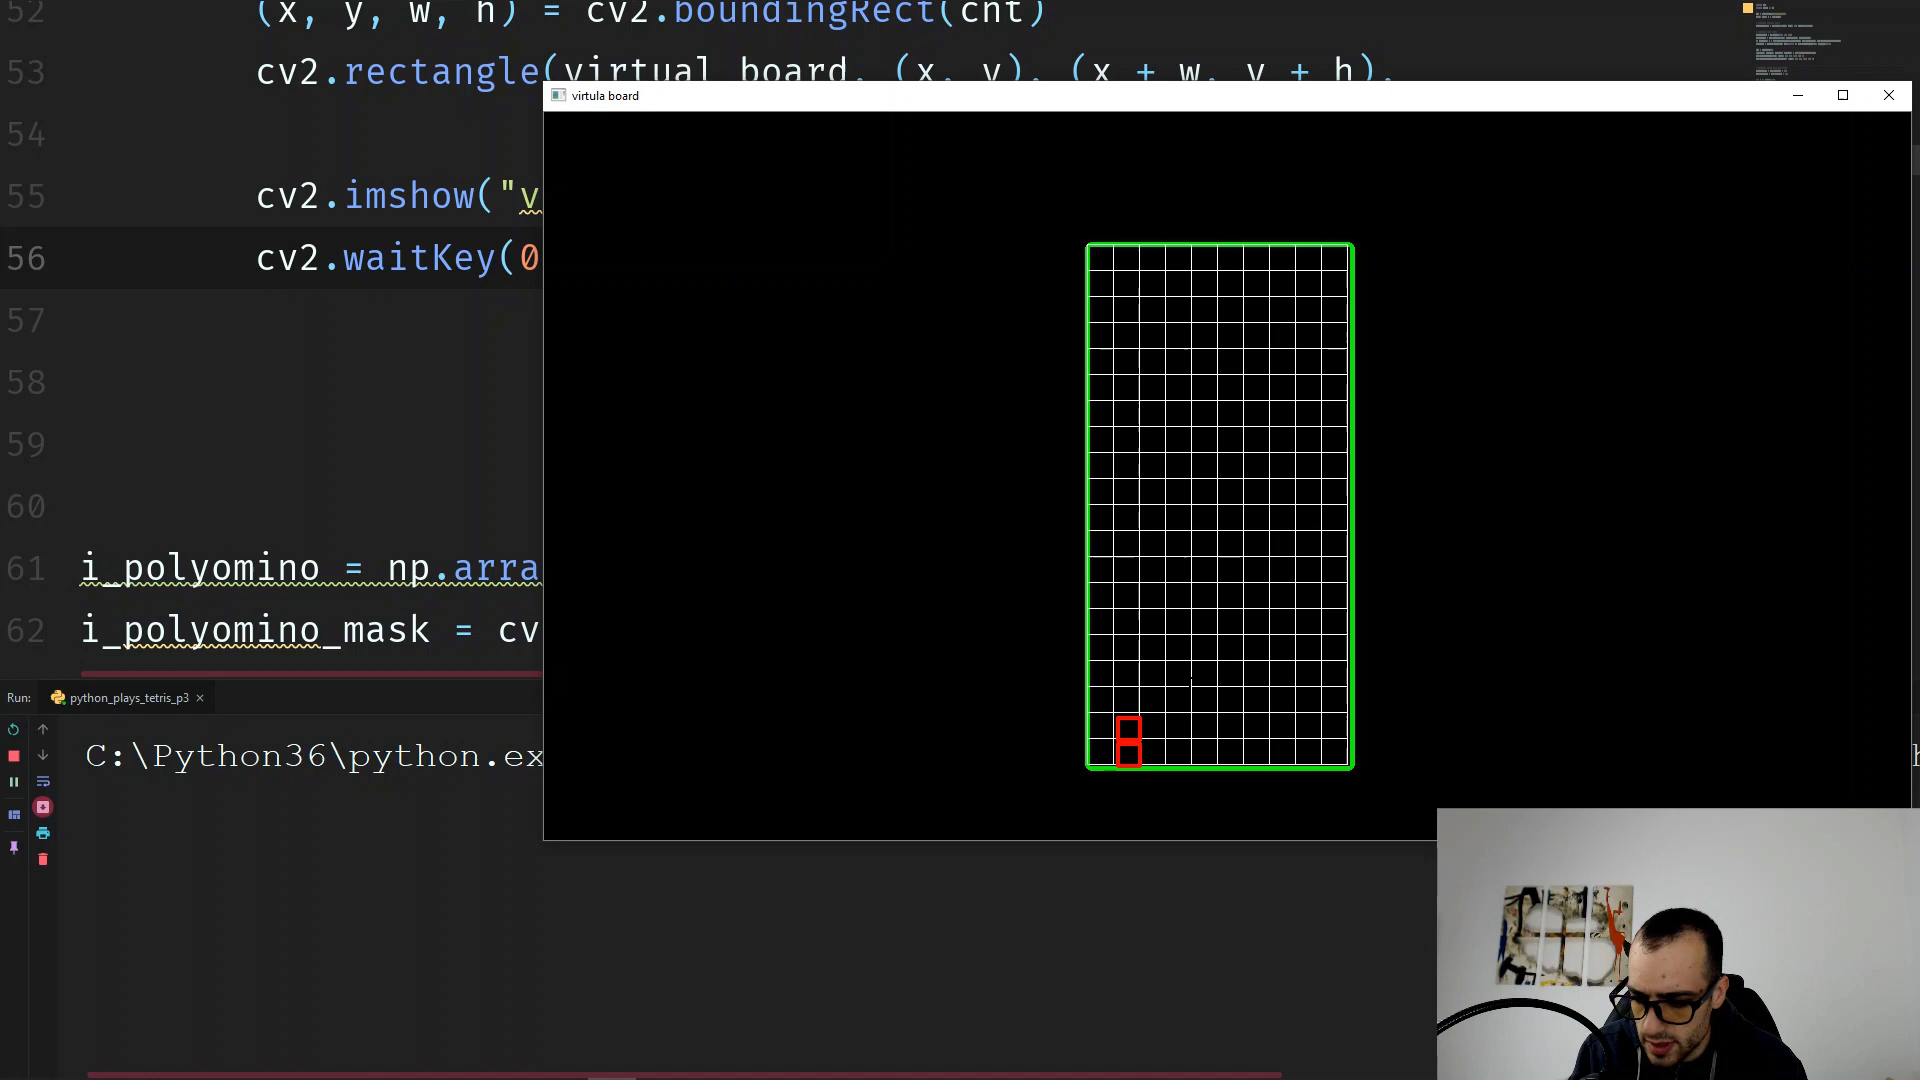 52 (x, y, w, h) = cv2.boundingRect(cnt)
53 cv2.rectangle(virtual_board, (x, y), (x + w, y + h),
virtula board
54
55 cv2.imshow("v
56 cv2.waitKey(0
57
58
59
60
61 i_polyomino = np.arra
62 i_polyomino_mask = cv
Run: python_plays_tetris_p3
C:\Python36\python.ex